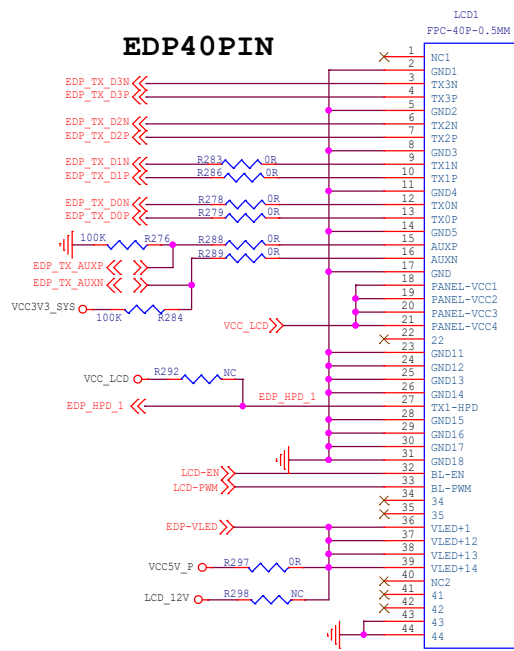 LCD1
FPC-40P-0.5MM
EDP40PIN
1 NC1
2 GND1
EDP_TX_D3N 3 TX3N
EDP_TX_D3P 4 TX3P
5 GND2
EDP_TX_D2N 6 TX2N
EDP_TX_D2P 7 TX2P
8 GND3
EDP_TX_D1N R283 0R 9 TX1N
EDP_TX_D1P R286 0R 10 TX1P
11 GND4
EDP_TX_D0N R278 0R 12 TX0N
EDP_TX_D0P R279 0R 13 TX0P
14 GND5
100K R276 R288 0R 15 AUXP
R289 0R 16 AUXN
EDP_TX_AUXP 17 GND
EDP_TX_AUXN 18 PANEL-VCC1
19 PANEL-VCC2
VCC3V3_SYS 100K R284 20 PANEL-VCC3
VCC_LCD 21 PANEL-VCC4
22 22
23 GND11
24 GND12
VCC_LCD R292 NC 25 GND13
26 GND14
EDP_HPD_1 EDP_HPD_1 27 TX1-HPD
28 GND15
29 GND16
30 GND17
31 GND18
LCD-EN 32 BL-EN
LCD-PWM 33 BL-PWM
34 34
35 35
EDP-VLED 36 VLED+1
37 VLED+12
38 VLED+13
VCC5V_P R297 0R 39 VLED+14
40 NC2
LCD_12V R298 NC 41 41
42 42
43 43
44 44